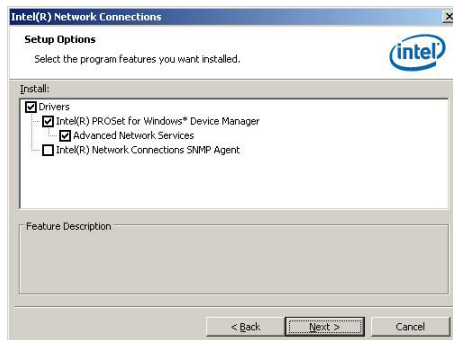 Intel(R) Network Connections
Setup Options
Select the program features you want installed.
intel
Install:
Drivers
Intel(R) PROSet for Windows* Device Manager
Advanced Network Services
Intel(R) Network Connections SNMP Agent
Feature Description
< Back
Next >
Cancel